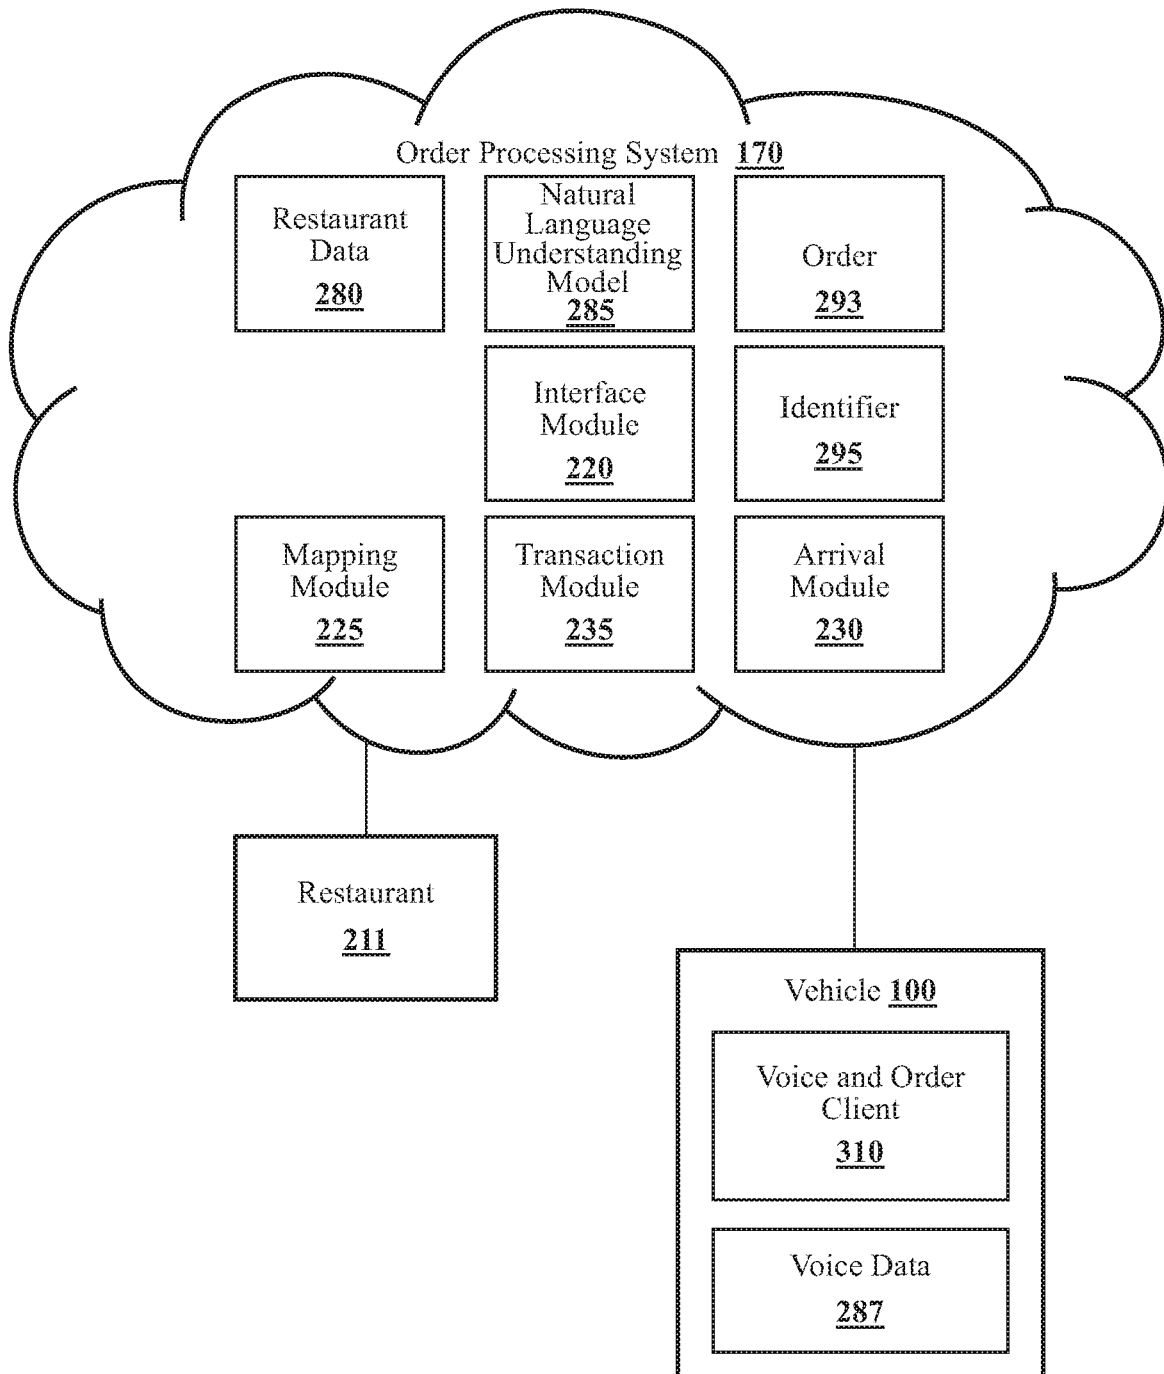 Order Processing System 170
Restaurant
Data
280
Natural
Language
Understanding
Model
285
Order
293
Interface
Module
220
Identifier
295
Mapping
Module
225
Transaction
Module
235
Arrival
Module
230
Restaurant
211
Vehicle 100
Voice and Order
Client
310
Voice Data
287